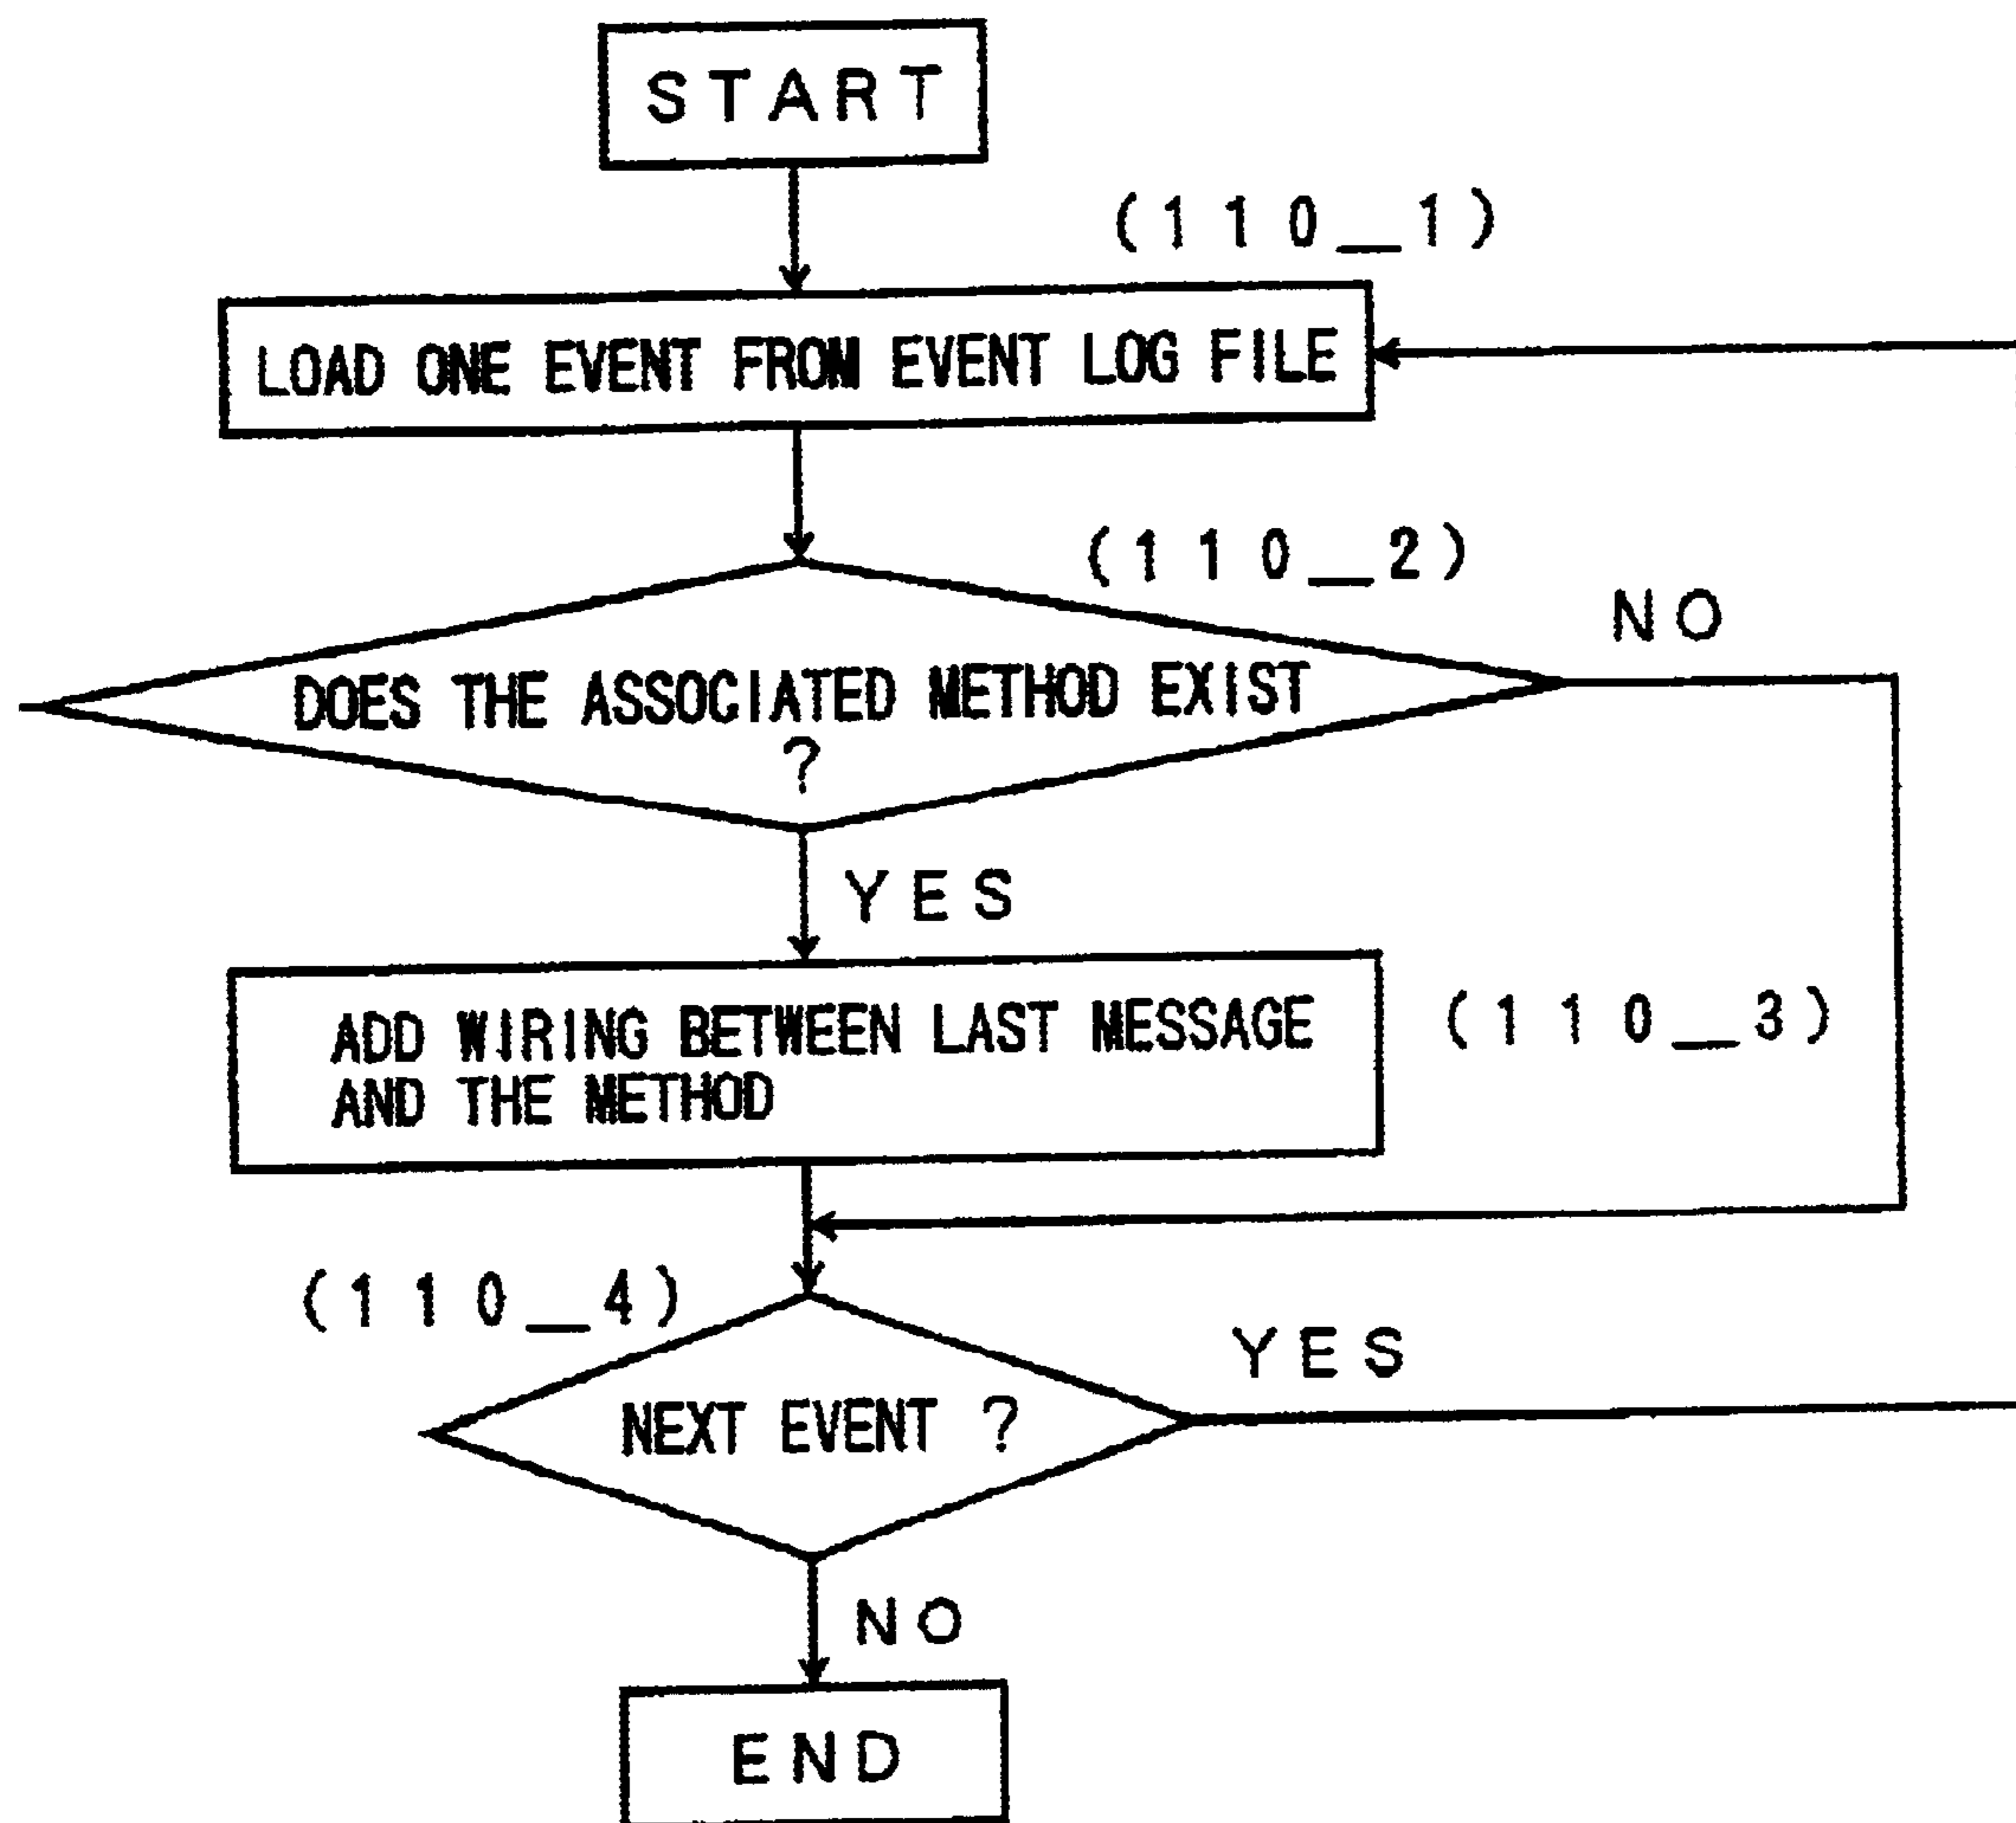 START
(110_1)
LOAD ONE EVENT FROM EVENT LOG FILE
(110_2)
NO
DOES THE ASSOCIATED METHOD EXIST
?
YES
ADD WIRING BETWEEN LAST MESSAGE
AND THE METHOD
(110_3)
(110_4)
YES
NEXT EVENT ?
NO
END